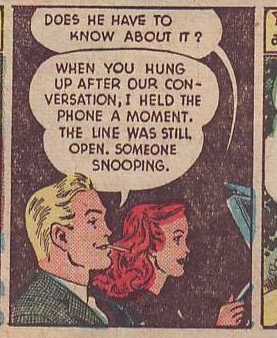 DOES HE HAVE TO
KNOW ABOUT IT?
WHEN YOU HUNG
UP AFTER OUR CON-
VERSATION, I HELD THE
PHONE A MOMENT.
THE LINE WAS STILL
OPEN. SOMEONE
SNOOPING.